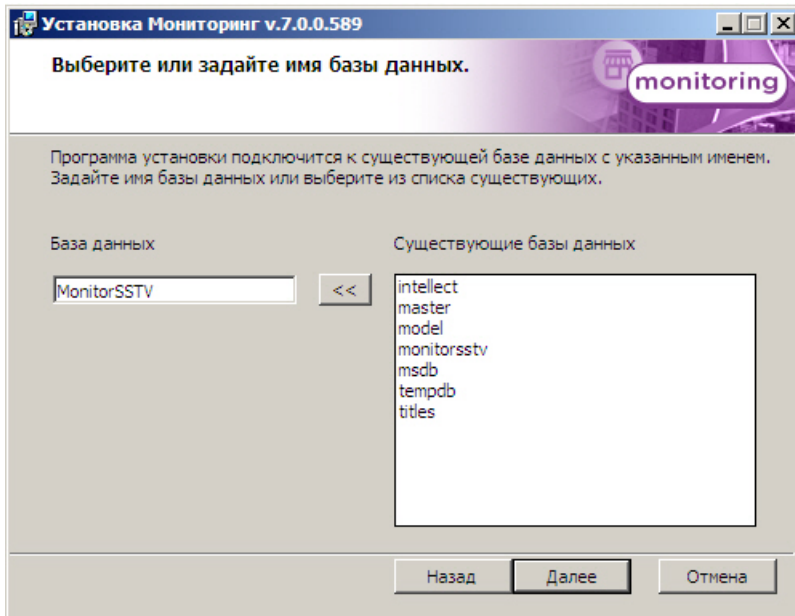 Установка Мониторинг v.7.0.0.589
Выберите или задайте имя базы данных.
monitoring
Программа установки подключится к существующей базе данных с указанным именем.
Задайте имя базы данных или выберите из списка существующих.
База данных
Существующие базы данных
MonitorSSTV
<<
intellect
master
model
monitorsstv
msdb
tempdb
titles
Назад
Далее
Отмена